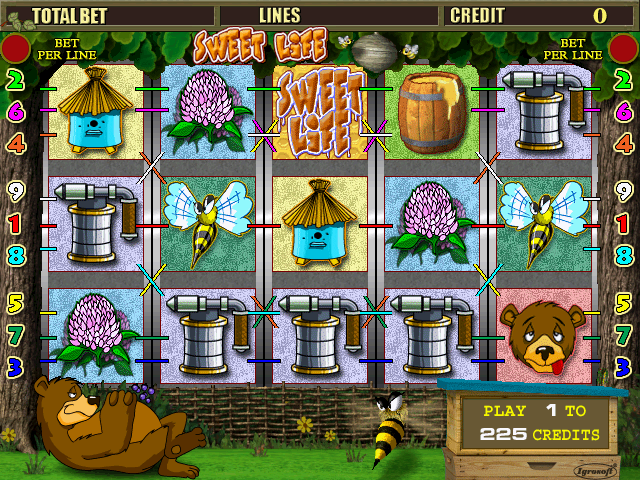 TOTAL BET LINES CREDIT 0
SWEET LIFE
BET PER LINE
BET PER LINE
2 2
6 SWEET LIFE 6
4 4
9 9
1 1
8 8
5 5
7 7
3 3
PLAY 1 TO
225 CREDITS
Igrosoft